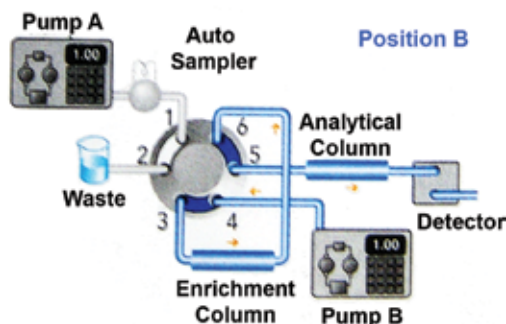 Pump A
Position B
1.00
Auto
Sampler
1
6
Analytical
Column
2
5
Waste
3
4
Detector
1.00
Enrichment
Column
Pump B